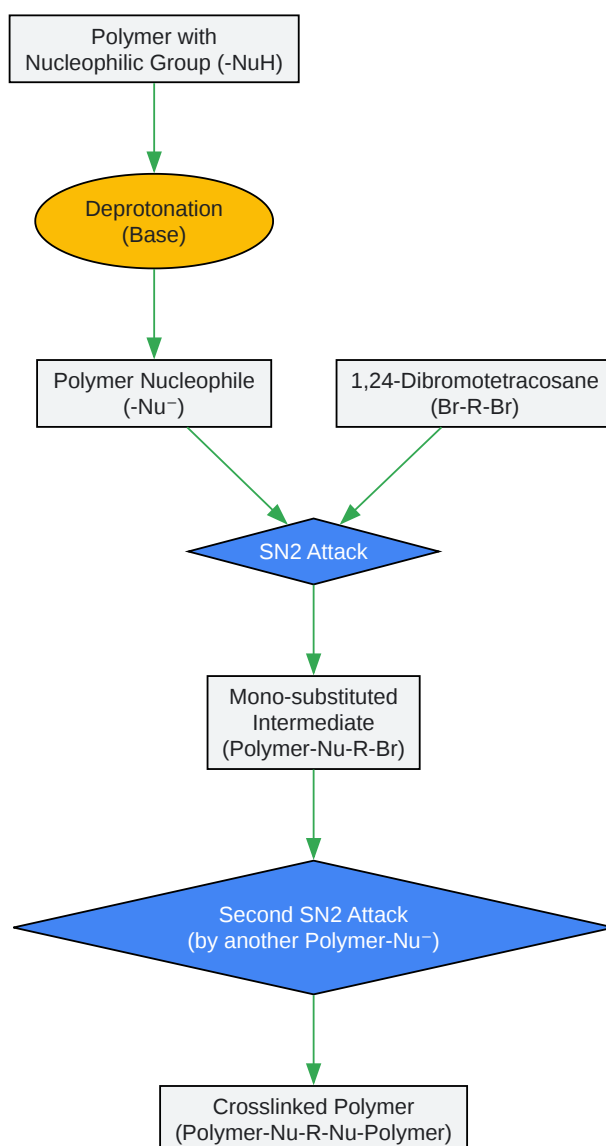 Polymer with
Nucleophilic Group (-NuH)
Deprotonation
(Base)
Polymer Nucleophile
(-Nu⁻)
1,24-Dibromotetracosane
(Br-R-Br)
SN2 Attack
Mono-substituted
Intermediate
(Polymer-Nu-R-Br)
Second SN2 Attack
(by another Polymer-Nu⁻)
Crosslinked Polymer
(Polymer-Nu-R-Nu-Polymer)